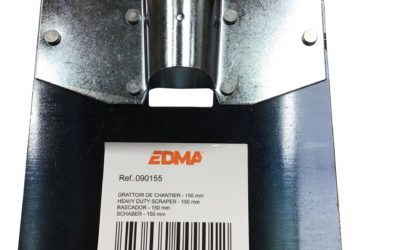 EDMA
Ref.:090155
GRATTOIR DE CHANTIER - 150 mm
HEAVY DUTY SCRAPER - 150 mm
RASCADOR - 150 mm
SCHABER - 150 mm